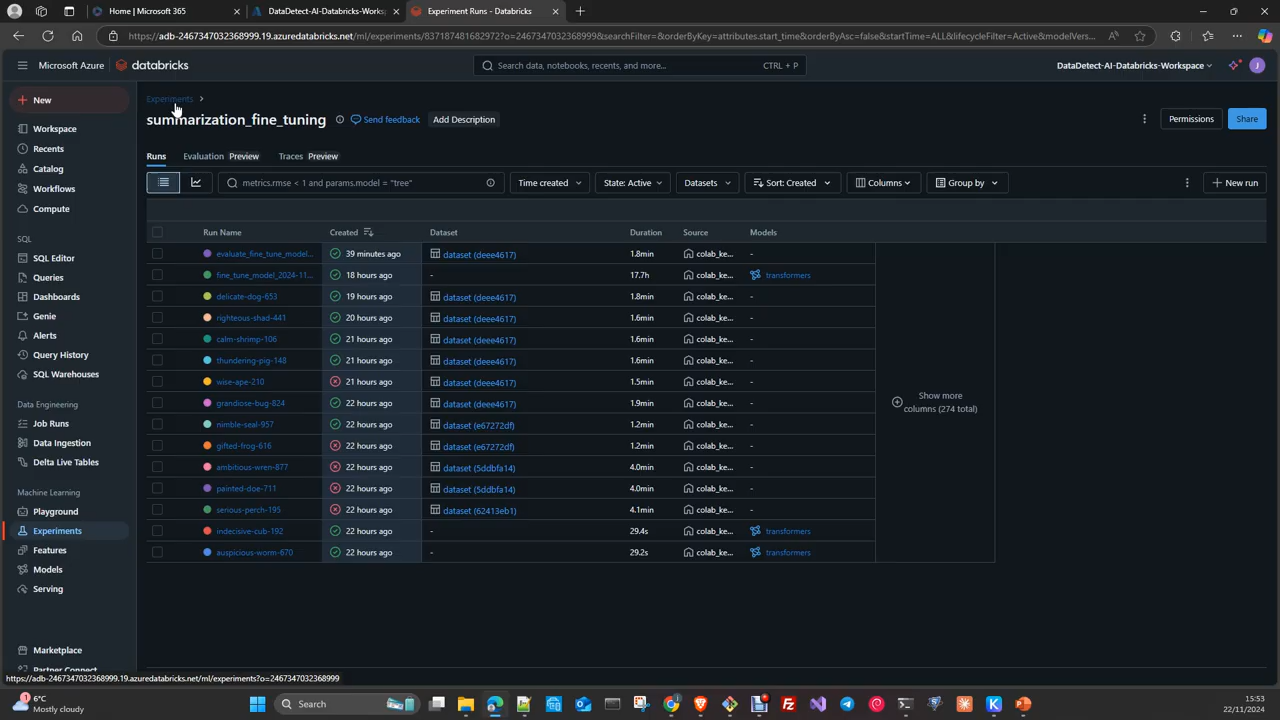 Home | Microsoft 365
DataDetect-AI-Databricks-Worksp
Experiment Runs - Databricks
https://adb-2467347032368999.19.azuredatabricks.net/ml/experiments/837187481682972?o=2467347032368999&searchFilter=&orderByKey=attributes.start_time&orderByAsc=false&startTime=ALL&lifecycleFilter=Active&modelVers...
Microsoft Azure databricks
Search data, notebooks, recents, and more... CTRL + P
DataDetect-AI-Databricks-Workspace J
New
Workspace
Recents
Catalog
Workflows
Compute
SQL
SQL Editor
Queries
Dashboards
Genie
Alerts
Query History
SQL Warehouses
Data Engineering
Job Runs
Data Ingestion
Delta Live Tables
Machine Learning
Playground
Experiments
Features
Models
Serving
Marketplace
Partner Connect
Experiments >
summarization_fine_tuning Send feedback Add Description
Permissions Share
Runs Evaluation Preview Traces Preview
metrics.rmse < 1 and params.model = "tree" Time created State: Active Datasets Sort: Created Columns Group by New run
Run Name Created Dataset Duration Source Models
evaluate_fine_tune_model... 39 minutes ago dataset (deee4617) 1.8min colab_ke... -
fine_tune_model_2024-11... 18 hours ago - 17.7h colab_ke... transformers
delicate-dog-653 19 hours ago dataset (deee4617) 1.8min colab_ke... -
righteous-shad-441 20 hours ago dataset (deee4617) 1.6min colab_ke... -
calm-shrimp-106 21 hours ago dataset (deee4617) 1.6min colab_ke... -
thundering-pig-148 21 hours ago dataset (deee4617) 1.6min colab_ke... -
wise-ape-210 21 hours ago dataset (deee4617) 1.5min colab_ke... -
grandiose-bug-824 22 hours ago dataset (deee4617) 1.9min colab_ke... -
nimble-seal-957 22 hours ago dataset (e67272df) 1.2min colab_ke... -
gifted-frog-616 22 hours ago dataset (e67272df) 1.2min colab_ke... -
ambitious-wren-877 22 hours ago dataset (5ddbfa14) 4.0min colab_ke... -
painted-doe-711 22 hours ago dataset (5ddbfa14) 4.0min colab_ke... -
serious-perch-195 22 hours ago dataset (62413eb1) 4.1min colab_ke... -
indecisive-cub-192 22 hours ago - 29.4s colab_ke... transformers
auspicious-worm-670 22 hours ago - 29.2s colab_ke... transformers
Show more
columns (274 total)
https://adb-2467347032368999.19.azuredatabricks.net/ml/experiments?o=2467347032368999
6°C
Mostly cloudy
Search
15:53
22/11/2024